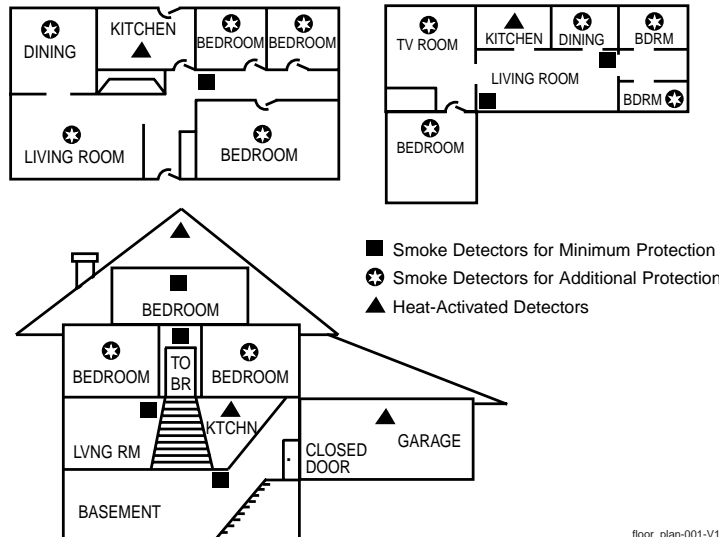 DINING
KITCHEN
BEDROOM BEDROOM
LIVING ROOM
BEDROOM
TV ROOM
KITCHEN
DINING
BDRM
LIVING ROOM
BDRM
BEDROOM
Smoke Detectors for Minimum Protection
Smoke Detectors for Additional Protection
Heat-Activated Detectors
BEDROOM
BEDROOM
TO
BR
BEDROOM
LVNG RM
KTCHN
CLOSED
DOOR
GARAGE
BASEMENT
floor_plan-001-V1